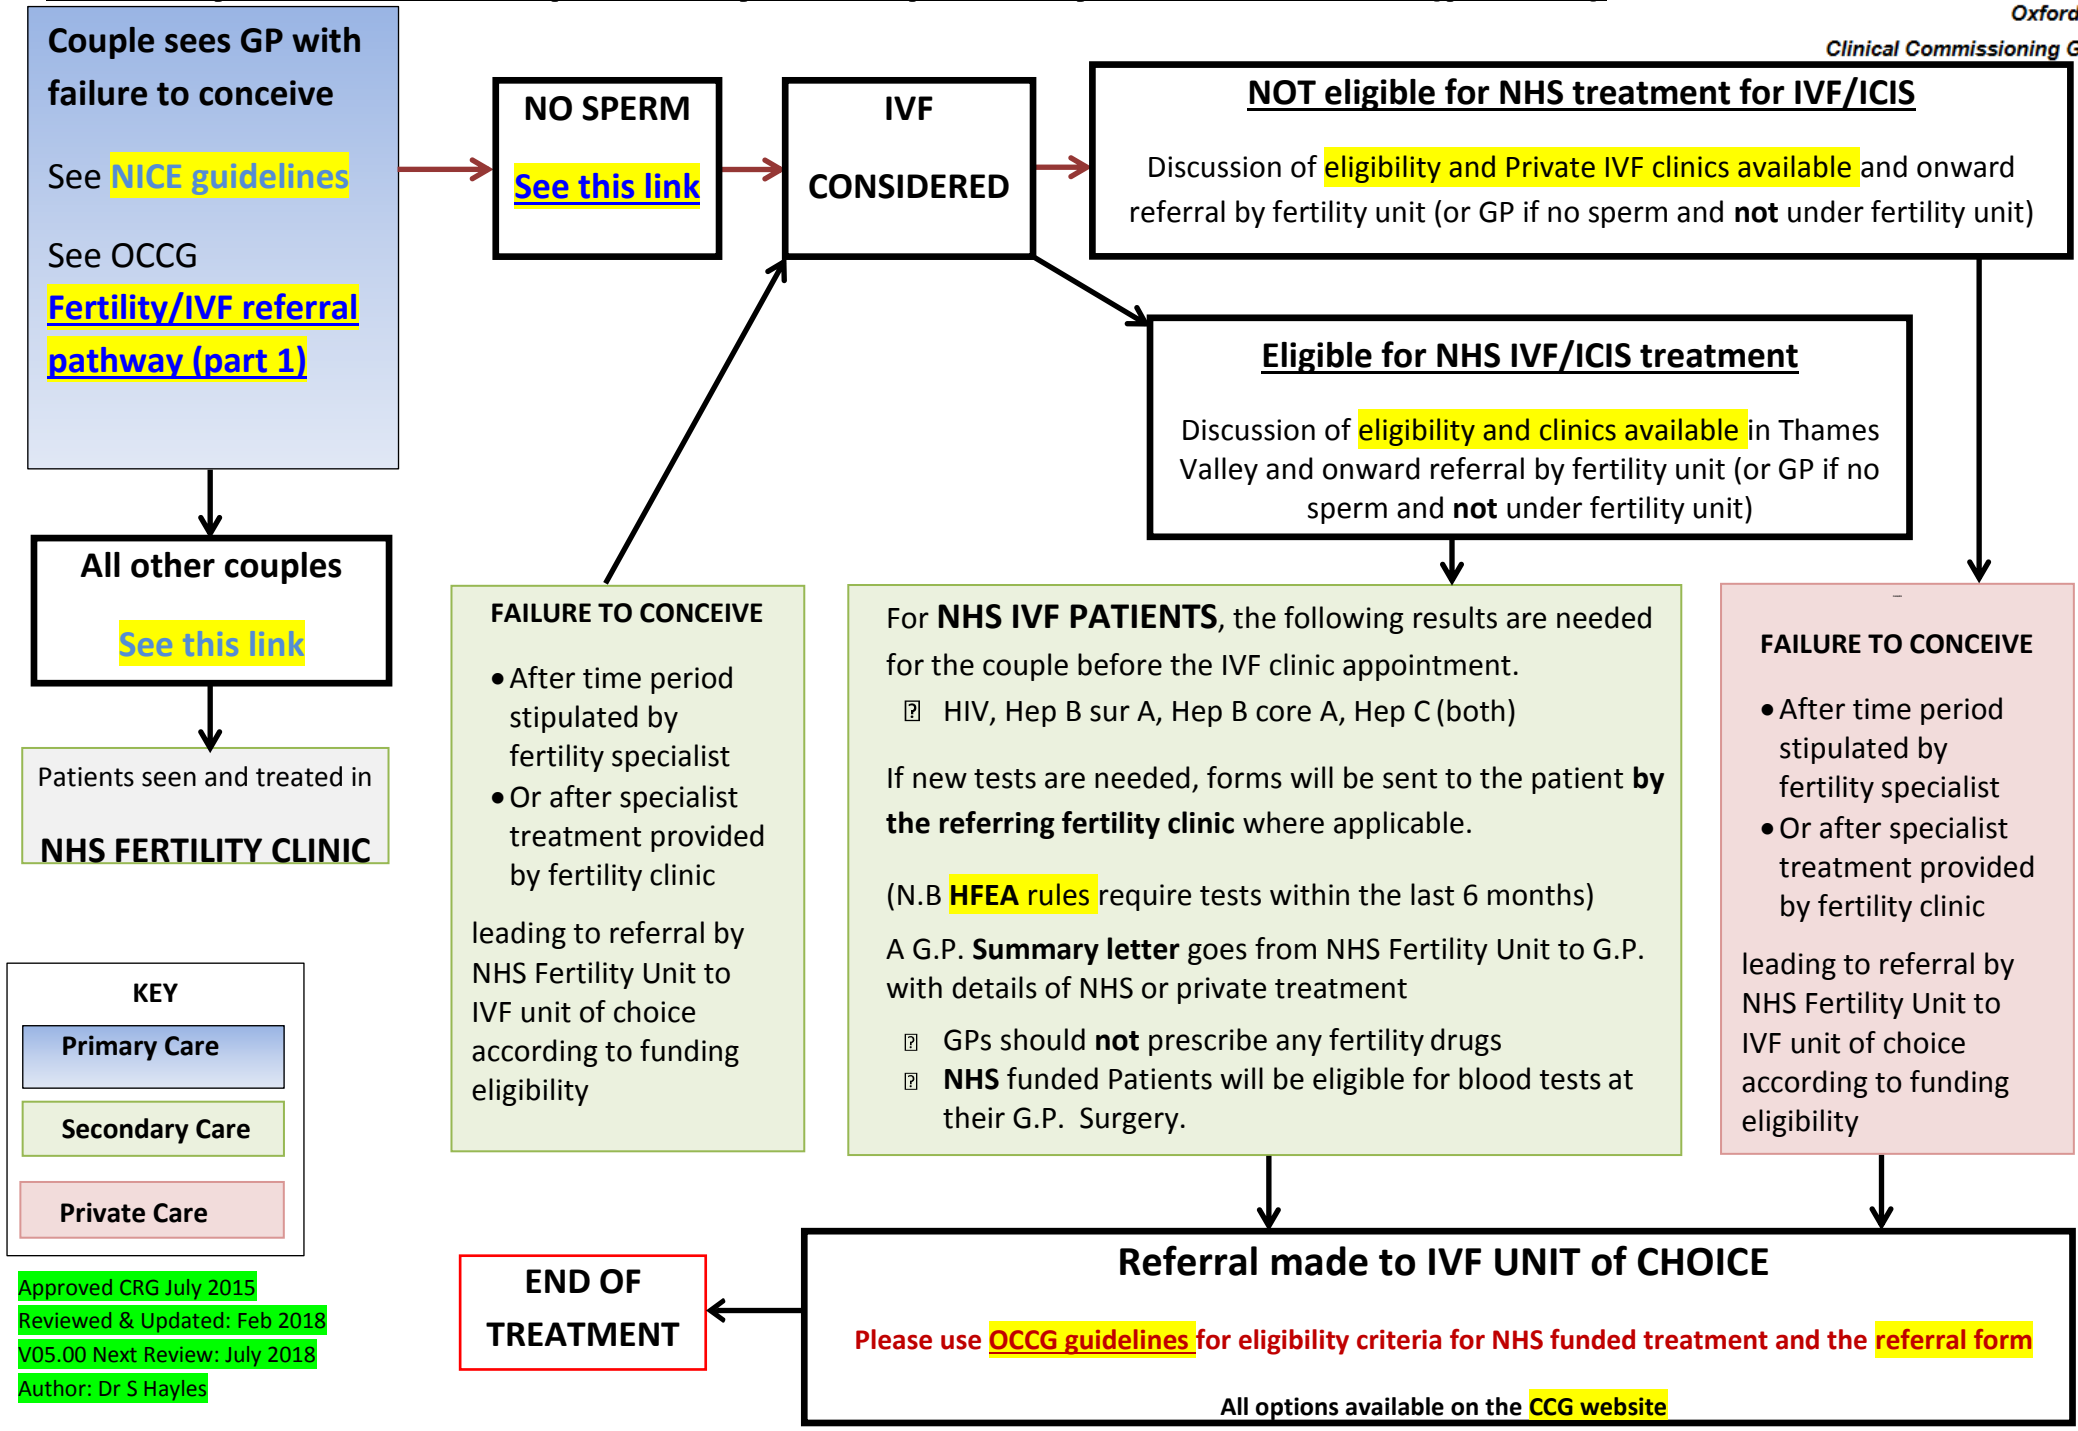 Oxford
Clinical Commissioning G
Couple sees GP with
failure to conceive
See NICE guidelines
See OCCG
Fertility/IVF referral
pathway (part 1)
NO SPERM
See this link
IVF
CONSIDERED
NOT eligible for NHS treatment for IVF/ICIS
Discussion of eligibility and Private IVF clinics available and onward
referral by fertility unit (or GP if no sperm and not under fertility unit)
Eligible for NHS IVF/ICIS treatment
Discussion of eligibility and clinics available in Thames
Valley and onward referral by fertility unit (or GP if no
sperm and not under fertility unit)
All other couples
See this link
Patients seen and treated in
NHS FERTILITY CLINIC
FAILURE TO CONCEIVE
• After time period
stipulated by
fertility specialist
• Or after specialist
treatment provided
by fertility clinic
leading to referral by
NHS Fertility Unit to
IVF unit of choice
according to funding
eligibility
For NHS IVF PATIENTS, the following results are needed
for the couple before the IVF clinic appointment.
HIV, Hep B sur A, Hep B core A, Hep C (both)
If new tests are needed, forms will be sent to the patient by
the referring fertility clinic where applicable.
(N.B HFEA rules require tests within the last 6 months)
A G.P. Summary letter goes from NHS Fertility Unit to G.P.
with details of NHS or private treatment
GPs should not prescribe any fertility drugs
NHS funded Patients will be eligible for blood tests at
their G.P. Surgery.
FAILURE TO CONCEIVE
• After time period
stipulated by
fertility specialist
• Or after specialist
treatment provided
by fertility clinic
leading to referral by
NHS Fertility Unit to
IVF unit of choice
according to funding
eligibility
KEY
Primary Care
Secondary Care
Private Care
Approved CRG July 2015
Reviewed & Updated: Feb 2018
V05.00 Next Review: July 2018
Author: Dr S Hayles
END OF
TREATMENT
Referral made to IVF UNIT of CHOICE
Please use OCCG guidelines for eligibility criteria for NHS funded treatment and the referral form
All options available on the CCG website